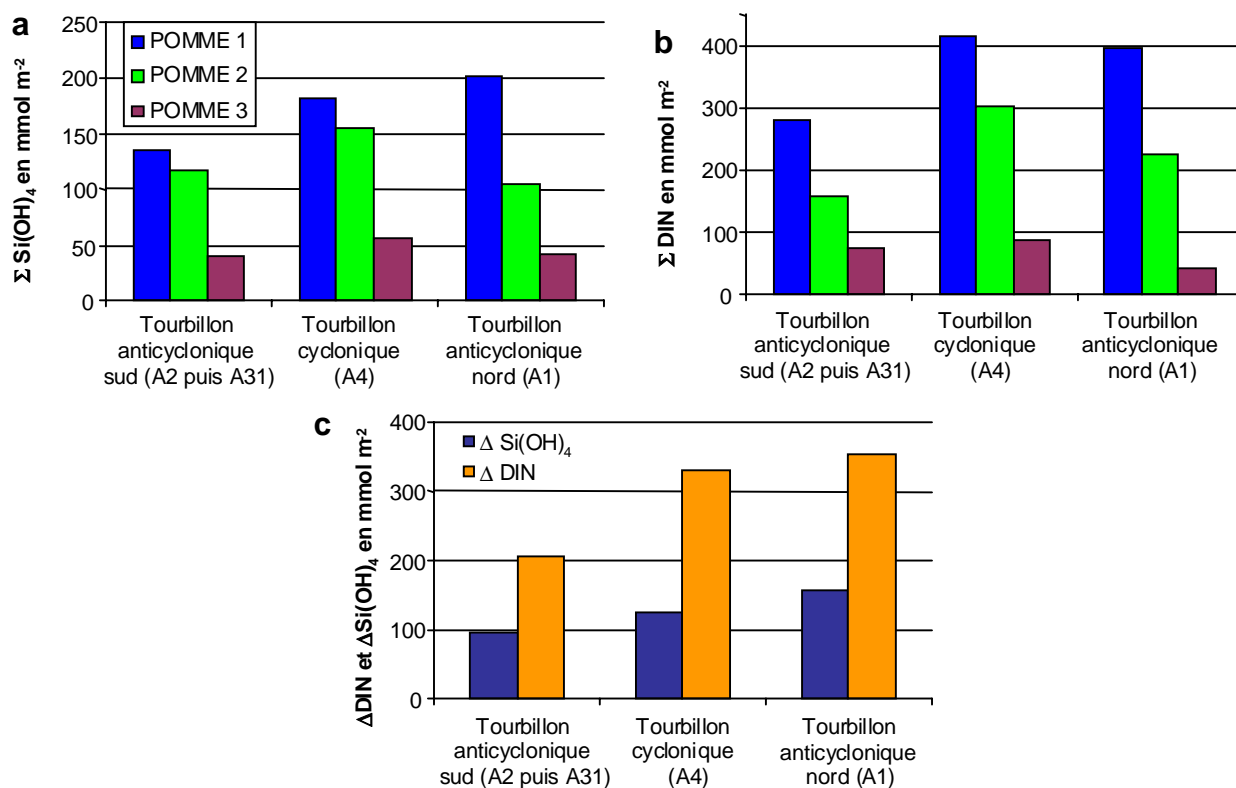 a
Σ Si(OH)4 en mmol m-2
250
200
150
100
50
0
POMME 1
POMME 2
POMME 3
Tourbillon
anticyclonique
sud (A2 puis A31)
Tourbillon
cyclonique
(A4)
Tourbillon
anticyclonique
nord (A1)
b
Σ DIN en mmol m-2
400
300
200
100
0
Tourbillon
anticyclonique
sud (A2 puis A31)
Tourbillon
cyclonique
(A4)
Tourbillon
anticyclonique
nord (A1)
c
ΔDIN et ΔSi(OH)4 en mmol m-2
400
300
200
100
0
Δ Si(OH)4
Δ DIN
Tourbillon
anticyclonique
sud (A2 puis A31)
Tourbillon
cyclonique
(A4)
Tourbillon
anticyclonique
nord (A1)